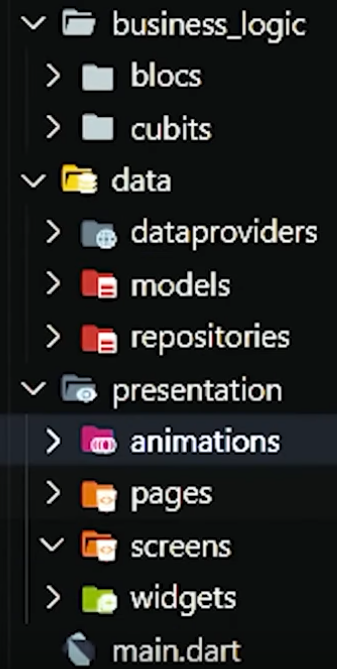 business_logic
blocs
cubits
data
dataproviders
models
repositories
presentation
animations
pages
screens
widgets
main.dart